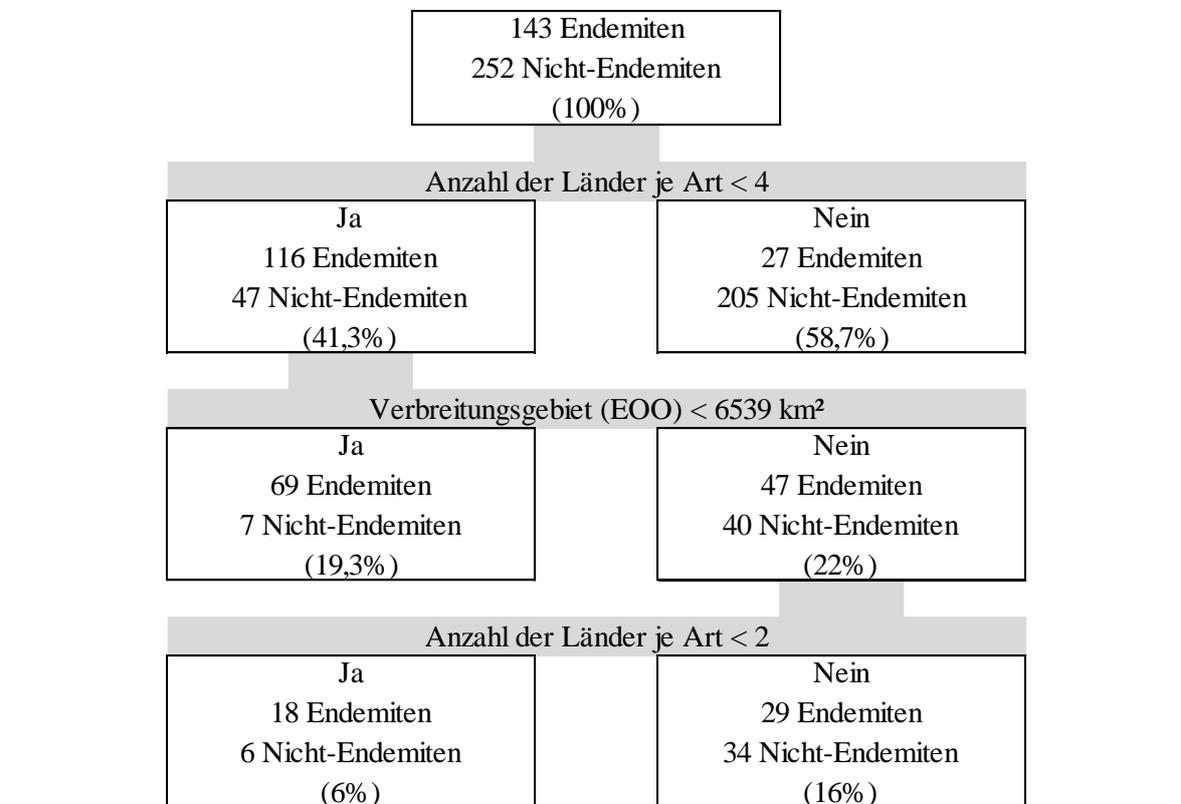 143 Endemiten
252 Nicht-Endemiten
(100%)
Anzahl der Länder je Art < 4
Ja
116 Endemiten
47 Nicht-Endemiten
(41,3%)
Nein
27 Endemiten
205 Nicht-Endemiten
(58,7%)
Verbreitungsgebiet (EOO) < 6539 km²
Ja
69 Endemiten
7 Nicht-Endemiten
(19,3%)
Nein
47 Endemiten
40 Nicht-Endemiten
(22%)
Anzahl der Länder je Art < 2
Ja
18 Endemiten
6 Nicht-Endemiten
(6%)
Nein
29 Endemiten
34 Nicht-Endemiten
(16%)